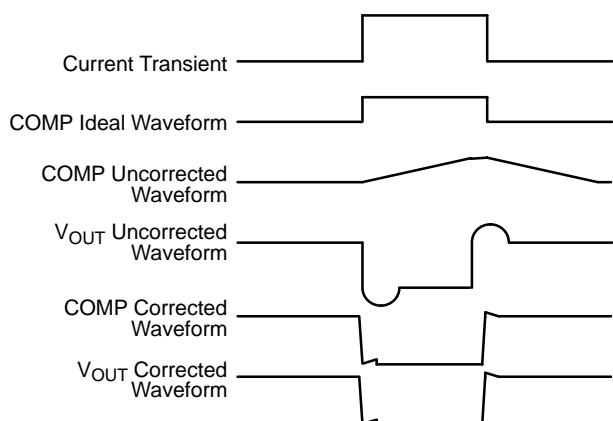 Current Transient
COMP Ideal Waveform
COMP Uncorrected
Waveform
VOUT Uncorrected
Waveform
COMP Corrected
Waveform
VOUT Corrected
Waveform